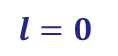 l = 0